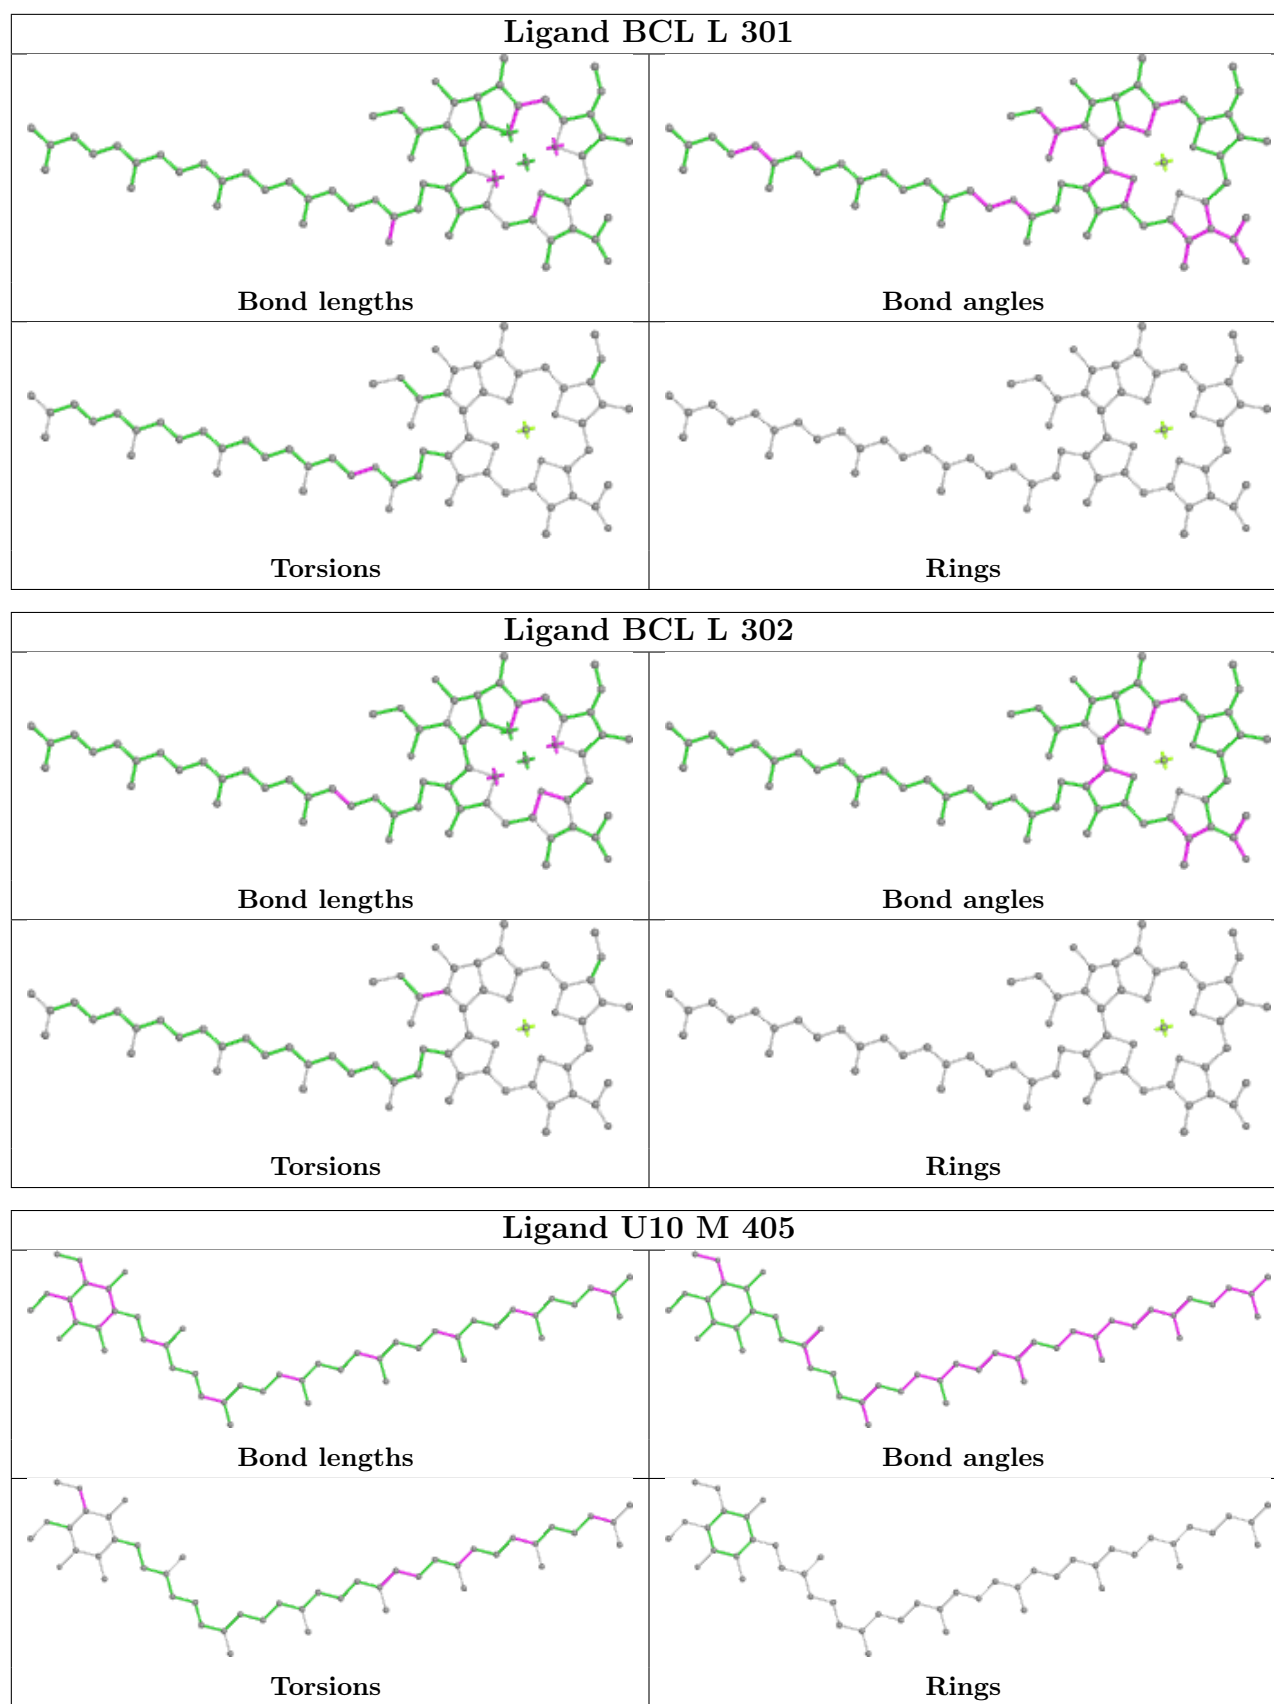 Ligand BCL L 301
Bond lengths
Bond angles
Torsions
Rings
Ligand BCL L 302
Bond lengths
Bond angles
Torsions
Rings
Ligand U10 M 405
Bond lengths
Bond angles
Torsions
Rings